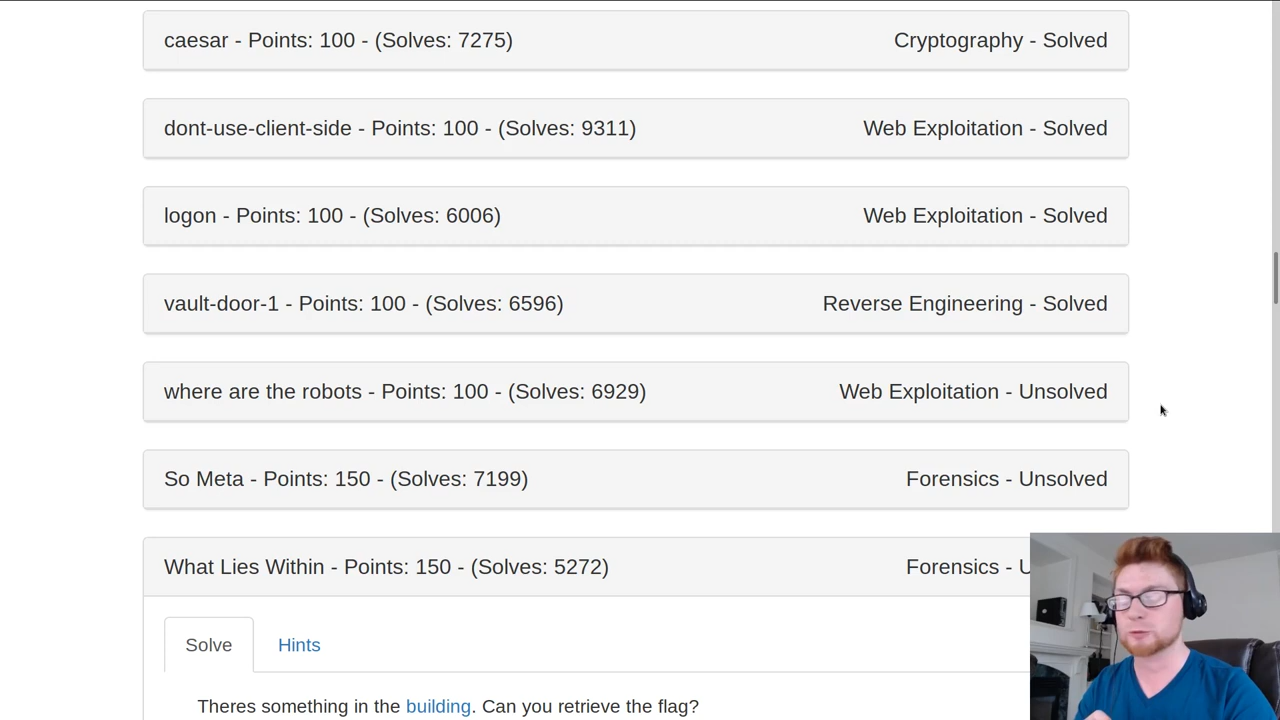 caesar - Points: 100 - (Solves: 7275) Cryptography - Solved
dont-use-client-side - Points: 100 - (Solves: 9311) Web Exploitation - Solved
logon - Points: 100 - (Solves: 6006) Web Exploitation - Solved
vault-door-1 - Points: 100 - (Solves: 6596) Reverse Engineering - Solved
where are the robots - Points: 100 - (Solves: 6929) Web Exploitation - Unsolved
So Meta - Points: 150 - (Solves: 7199) Forensics - Unsolved
What Lies Within - Points: 150 - (Solves: 5272) Forensics - U
Solve Hints
Theres something in the building. Can you retrieve the flag?